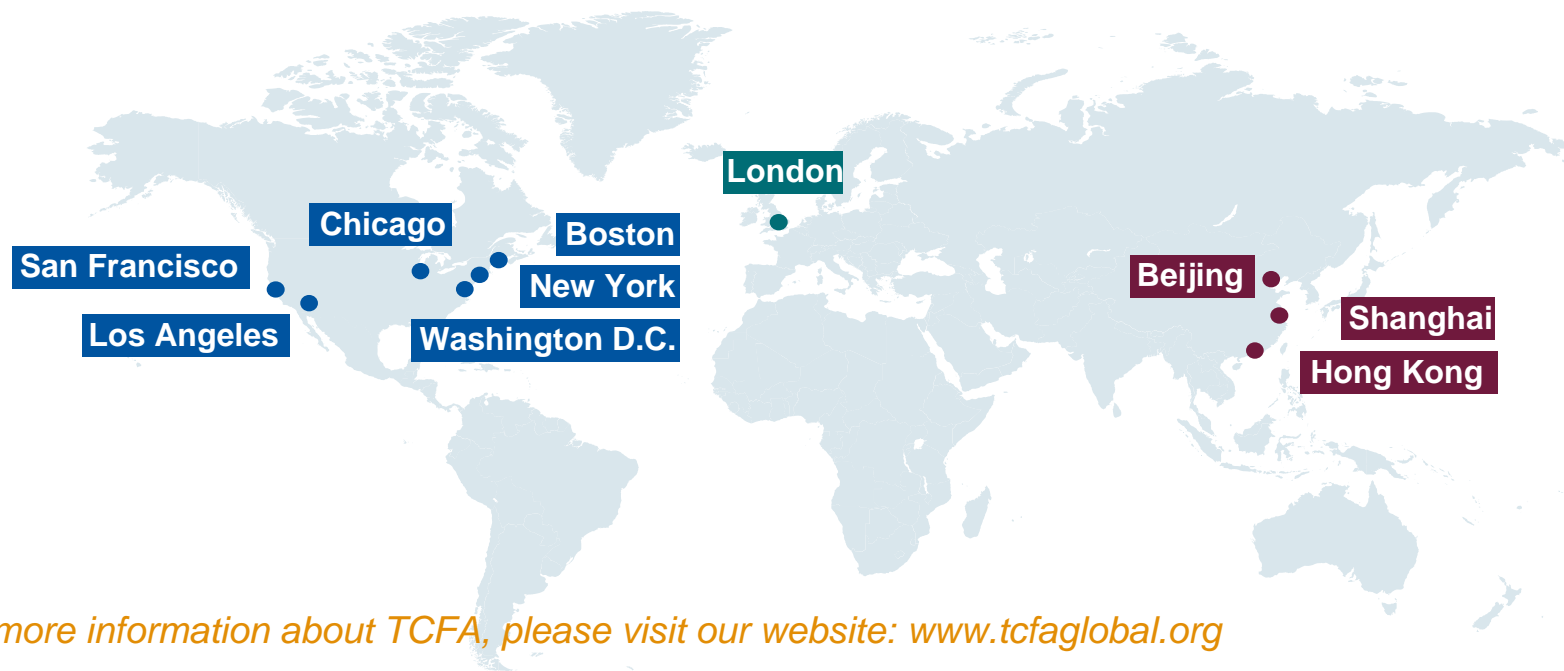 London
Chicago
Boston
San Francisco
New York
Beijing
Los Angeles
Washington D.C.
Shanghai
Hong Kong
more information about TCFA, please visit our website: www.tcfaglobal.org